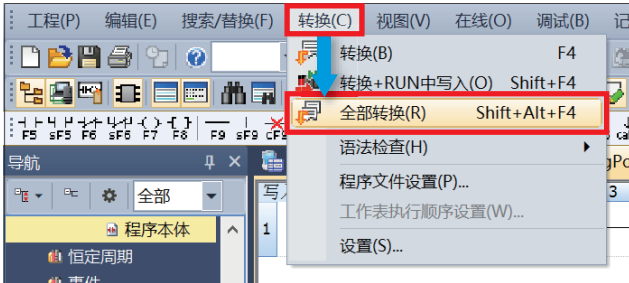 工程(P) 编辑(E) 搜索/替换(F) 转换(C) 视图(V) 在线(O) 调试(B) 记
转换(B) F4
转换+RUN中写入(O) Shift+F4
全部转换(R) Shift+Alt+F4
语法检查(H)
程序文件设置(P)...
工作表执行顺序设置(W)...
设置(S)...
F5 sF5 F6 sF6 F7 F8 F9 sF9
导航
全部
程序本体
恒定周期
事件
写
1
3